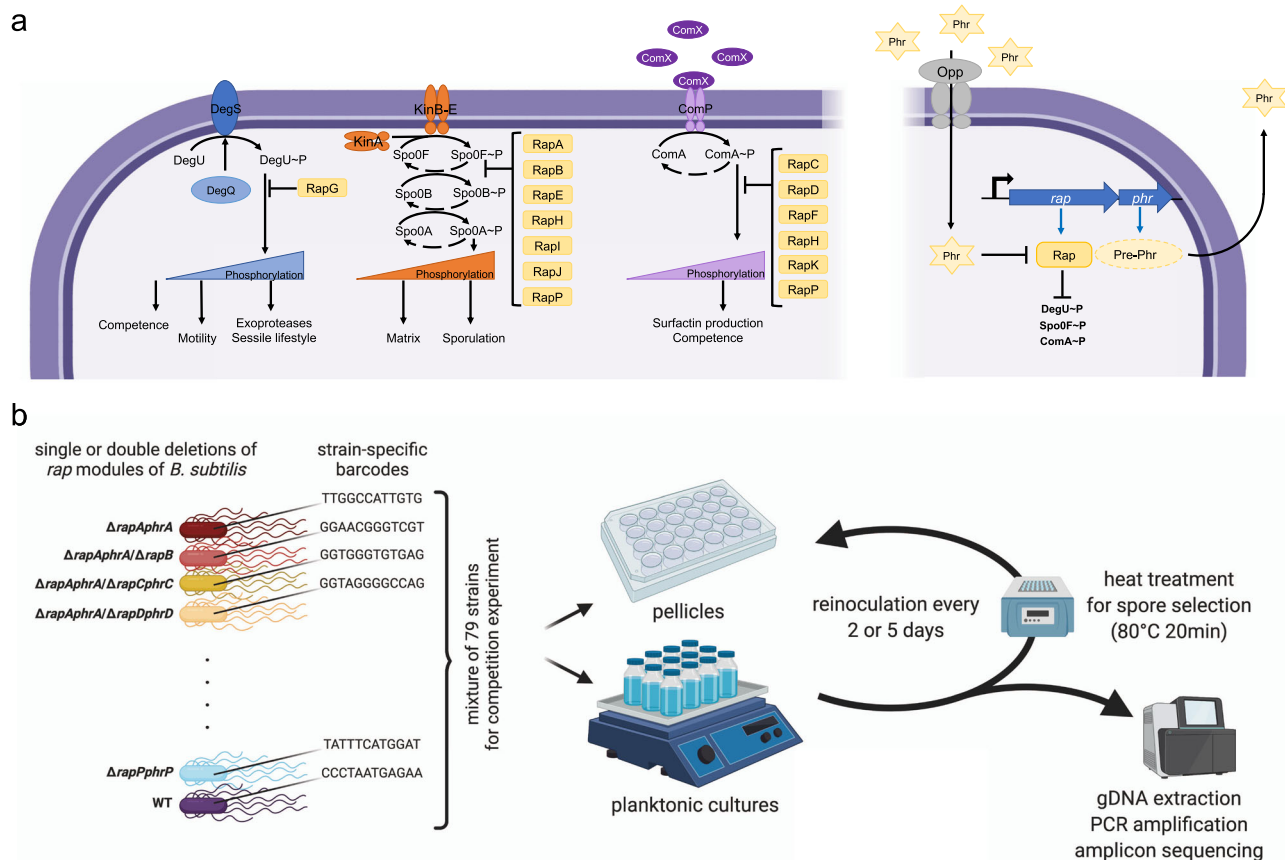 a
ComX
ComX
ComX
ComX
ComX
DegS
KinB-E
ComP
KinA
DegU
DegU~P
DegQ
RapG
Spo0F
Spo0F~P
Spo0B
Spo0B~P
Spo0A
Spo0A~P
RapA
RapB
RapE
RapH
RapI
RapJ
RapP
ComA
ComA~P
RapC
RapD
RapF
RapH
RapK
RapP
Phosphorylation
Phosphorylation
Phosphorylation
Competence
Motility
Exoproteases
Sessile lifestyle
Matrix
Sporulation
Surfactin production
Competence
Phr
Phr
Phr
Phr
Opp
Phr
rap
phr
Phr
Rap
Pre-Phr
DegU~P
Spo0F~P
ComA~P
b
single or double deletions of
rap modules of B. subtilis
strain-specific
barcodes
TTGGCCATTGTG
ΔrapAphrA
GGAACGGGTCGT
ΔrapAphrA/ΔrapB
GGTGGGTGTGAG
ΔrapAphrA/ΔrapCphrC
GGTAGGGGCCAG
ΔrapAphrA/ΔrapDphrD
TATTTCATGGAT
ΔrapPphrP
CCCTAATGAGAA
WT
mixture of 79 strains
for competition experiment
pellicles
planktonic cultures
reinoculation every
2 or 5 days
heat treatment
for spore selection
(80°C 20min)
gDNA extraction
PCR amplification
amplicon sequencing